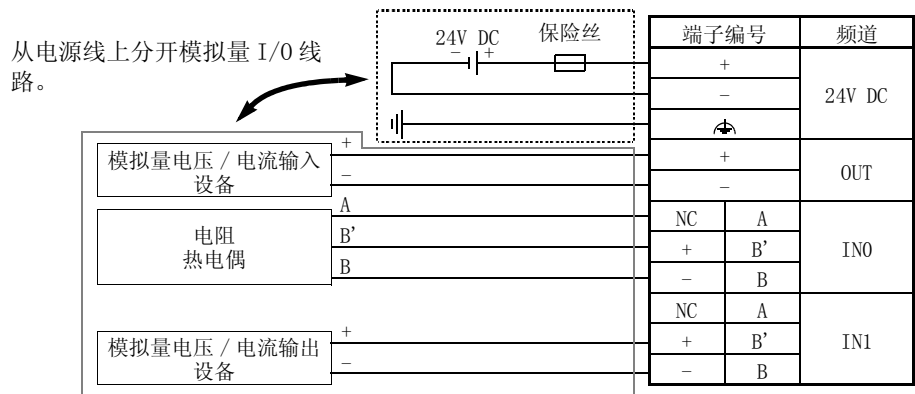 从电源线上分开模拟量 I/O 线
路。
24V DC
- +
保险丝
端子编号 频道
+
-
24V DC
模拟量电压 / 电流输入
设备
+
-
+
-
OUT
电阻
热电偶
A
B'
B
NC A
+ B'
- B
IN0
模拟量电压 / 电流输出
设备
+
-
NC A
+ B'
- B
IN1